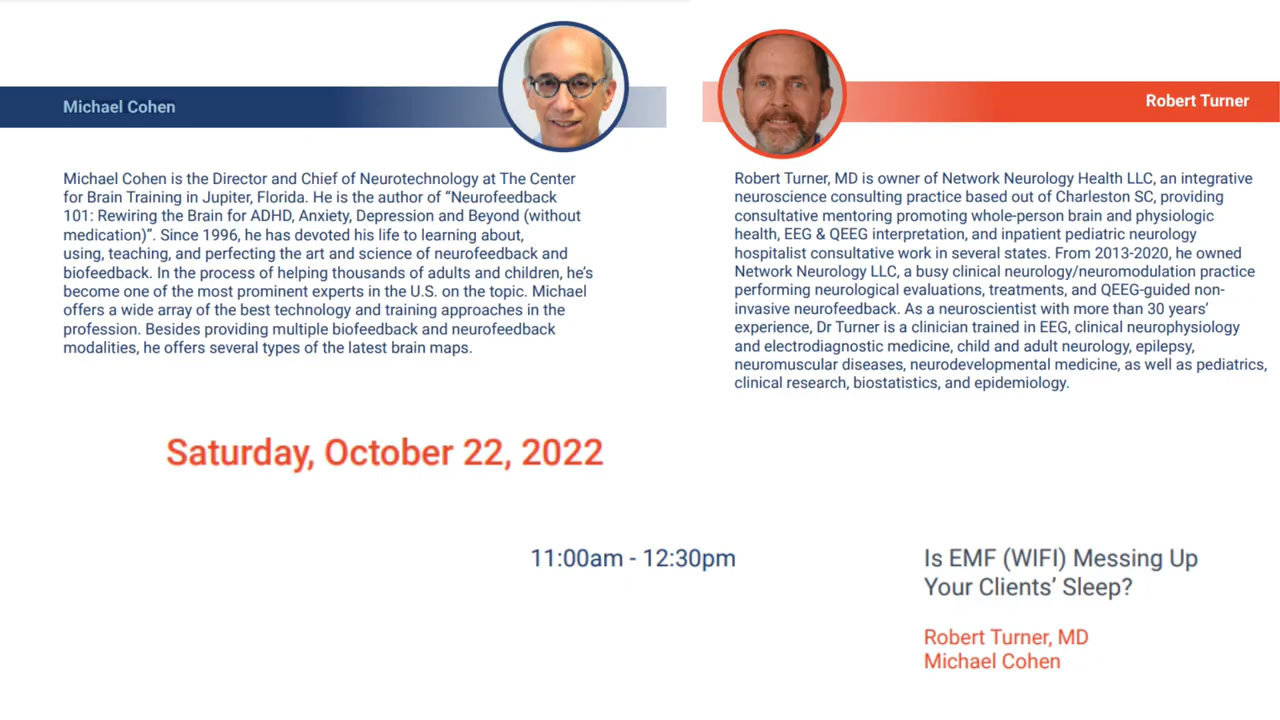 Michael Cohen
Michael Cohen is the Director and Chief of Neurotechnology at The Center
for Brain Training in Jupiter, Florida. He is the author of “Neurofeedback
101: Rewiring the Brain for ADHD, Anxiety, Depression and Beyond (without
medication)”. Since 1996, he has devoted his life to learning about,
using, teaching, and perfecting the art and science of neurofeedback and
biofeedback. In the process of helping thousands of adults and children, he’s
become one of the most prominent experts in the U.S. on the topic. Michael
offers a wide array of the best technology and training approaches in the
profession. Besides providing multiple biofeedback and neurofeedback
modalities, he offers several types of the latest brain maps.
Robert Turner
Robert Turner, MD is owner of Network Neurology Health LLC, an integrative
neuroscience consulting practice based out of Charleston SC, providing
consultative mentoring promoting whole-person brain and physiologic
health, EEG & QEEG interpretation, and inpatient pediatric neurology
hospitalist consultative work in several states. From 2013-2020, he owned
Network Neurology LLC, a busy clinical neurology/neuromodulation practice
performing neurological evaluations, treatments, and QEEG-guided non-
invasive neurofeedback. As a neuroscientist with more than 30 years’
experience, Dr Turner is a clinician trained in EEG, clinical neurophysiology
and electrodiagnostic medicine, child and adult neurology, epilepsy,
neuromuscular diseases, neurodevelopmental medicine, as well as pediatrics,
clinical research, biostatistics, and epidemiology.
Saturday, October 22, 2022
11:00am - 12:30pm
Is EMF (WIFI) Messing Up
Your Clients’ Sleep?
Robert Turner, MD
Michael Cohen